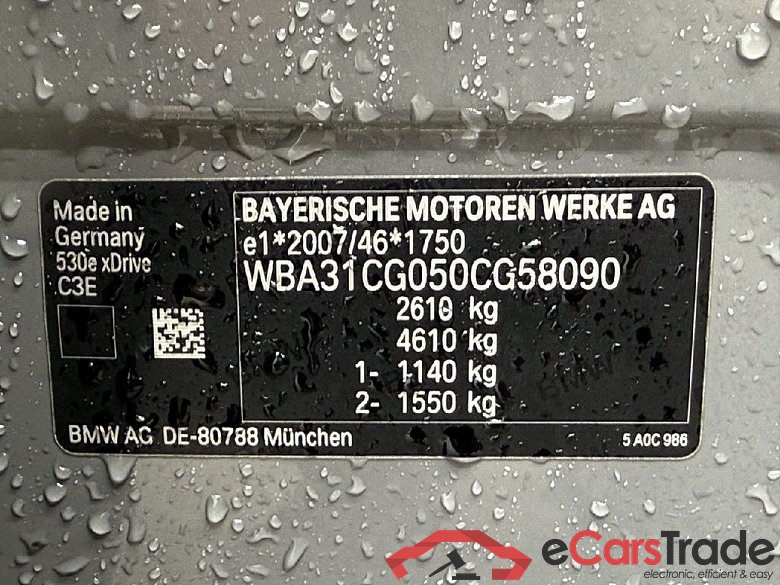 Made in
Germany
530e xDrive
C3E
BAYERISCHE MOTOREN WERKE AG
e1*2007/46*1750
WBA31CG050CG58090
2610 kg
4610 kg
1- 1140 kg
2- 1550 kg
BMW AG DE-80788 München
5 A0C 986
eCarsTrade
electronic, efficient & easy